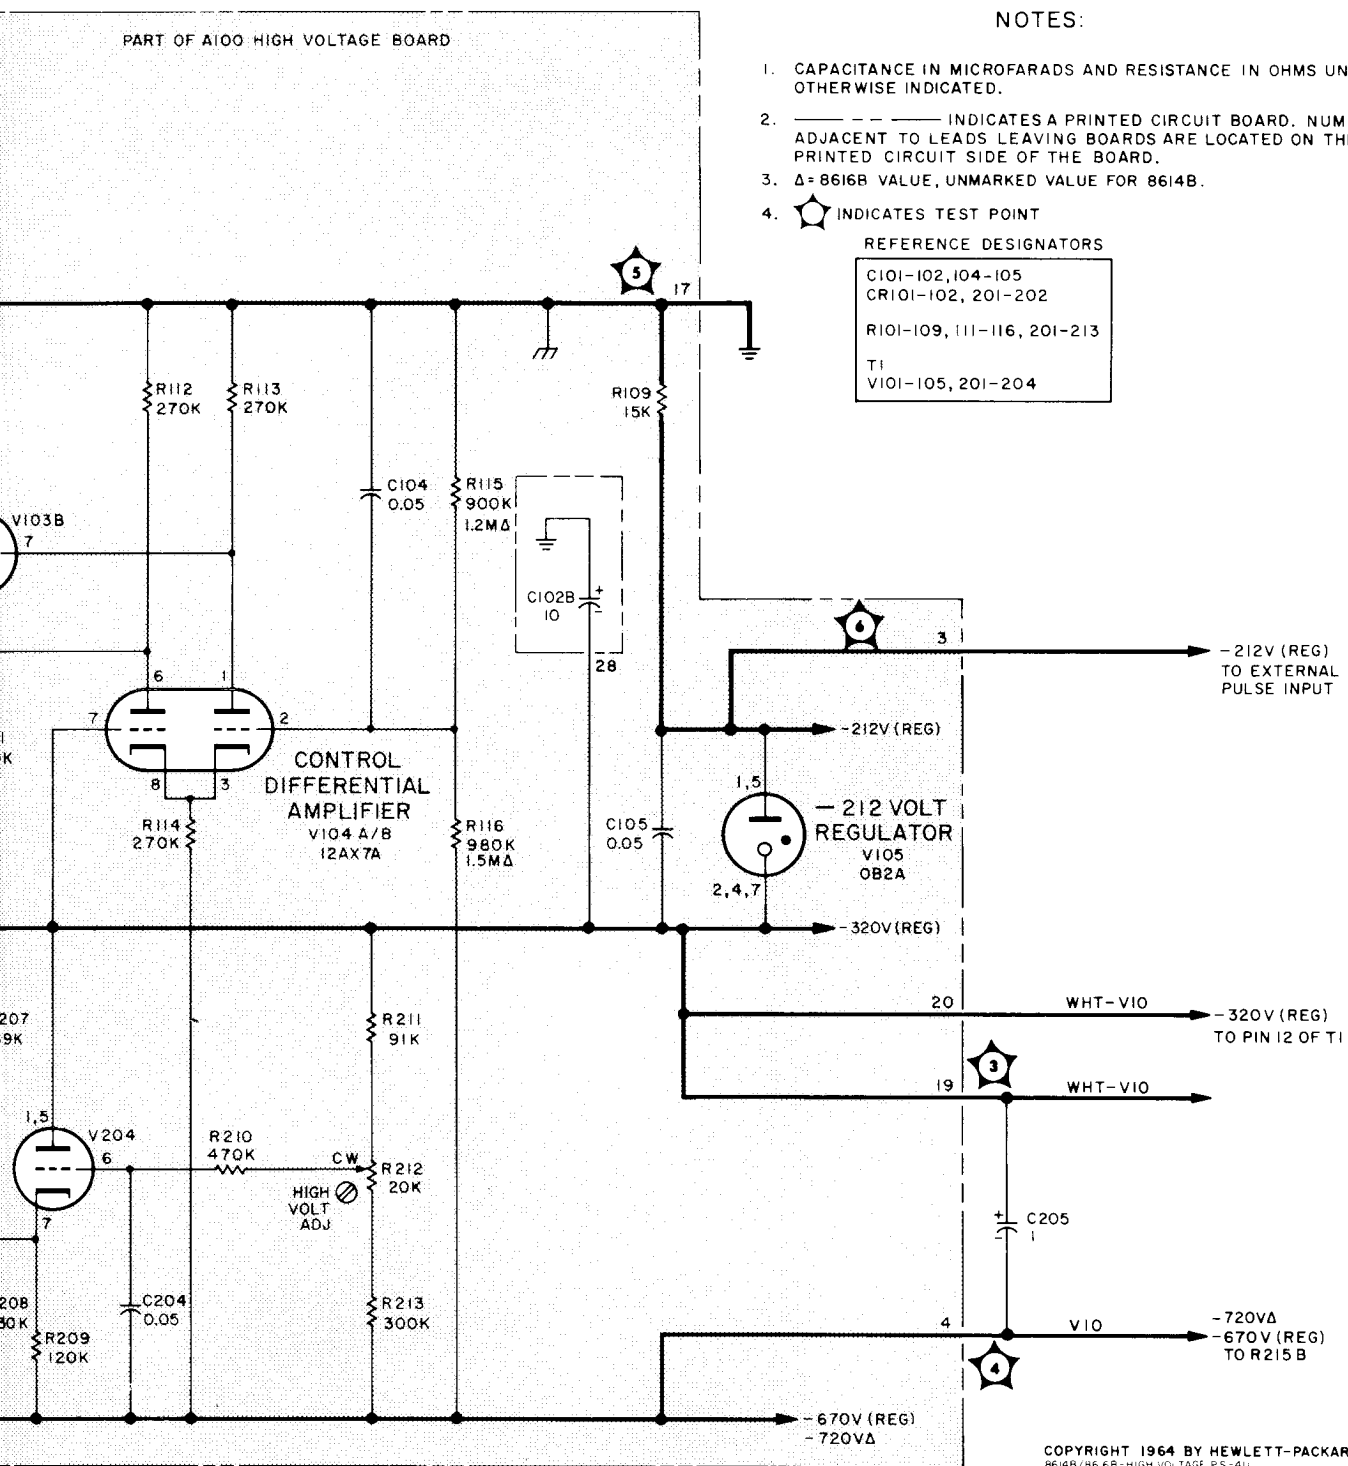 PART OF A100 HIGH VOLTAGE BOARD
NOTES:
1. CAPACITANCE IN MICROFARADS AND RESISTANCE IN OHMS UN
OTHERWISE INDICATED.
2. INDICATES A PRINTED CIRCUIT BOARD. NUM
ADJACENT TO LEADS LEAVING BOARDS ARE LOCATED ON TH
PRINTED CIRCUIT SIDE OF THE BOARD.
3. Δ=8616B VALUE, UNMARKED VALUE FOR 8614B.
4. INDICATES TEST POINT
REFERENCE DESIGNATORS
C101-102, 104-105
CR101-102, 201-202
R101-109, 111-116, 201-213
T1
V101-105, 201-204
5
17
R112
270K
R113
270K
R109
15K
C104
0.05
R115
900K
1.2MΔ
V103B
7
C102B
10
+
-
28
6
3
-212V (REG)
TO EXTERNAL
PULSE INPUT
6
1
7
2
8
3
CONTROL
DIFFERENTIAL
AMPLIFIER
V104 A/B
12AX7A
-212V(REG)
1,5
-212 VOLT
REGULATOR
V105
OB2A
2,4,7
R114
270K
R116
980K
1.5MΔ
C105
0.05
-320V(REG)
207
9K
R211
91K
20
WHT-VIO
-320V (REG)
TO PIN 12 OF T1
3
19
WHT-VIO
1,5
V204
6
7
R210
470K
CW
R212
20K
HIGH
VOLT
ADJ
+
-
C205
1
208
30K
R209
120K
C204
0.05
R213
300K
4
VIO
-720VΔ
-670V (REG)
TO R215B
4
-670V (REG)
-720VΔ
COPYRIGHT 1964 BY HEWLETT-PACKAR